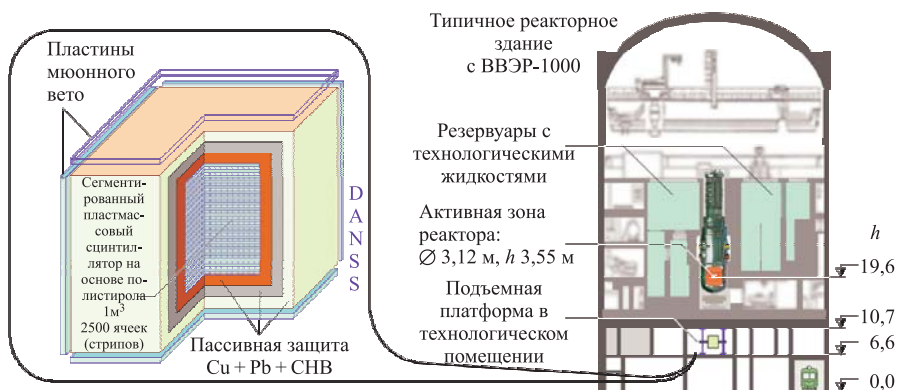 Пластины
мюонного
вето
Сегменти-
рованный
пластмас-
совый
сцинтил-
лятор на
основе по-
листирола
1м³
2500 ячеек
(стрипов)
D
A
N
S
S
Пассивная защита
Cu + Pb + СНВ
Типичное реакторное
здание
с ВВЭР-1000
Резервуары с
технологическими
жидкостями
Активная зона
реактора:
∅ 3,12 м, h 3,55 м
Подъемная
платформа в
технологическом
помещении
h
19,6
10,7
6,6
0,0